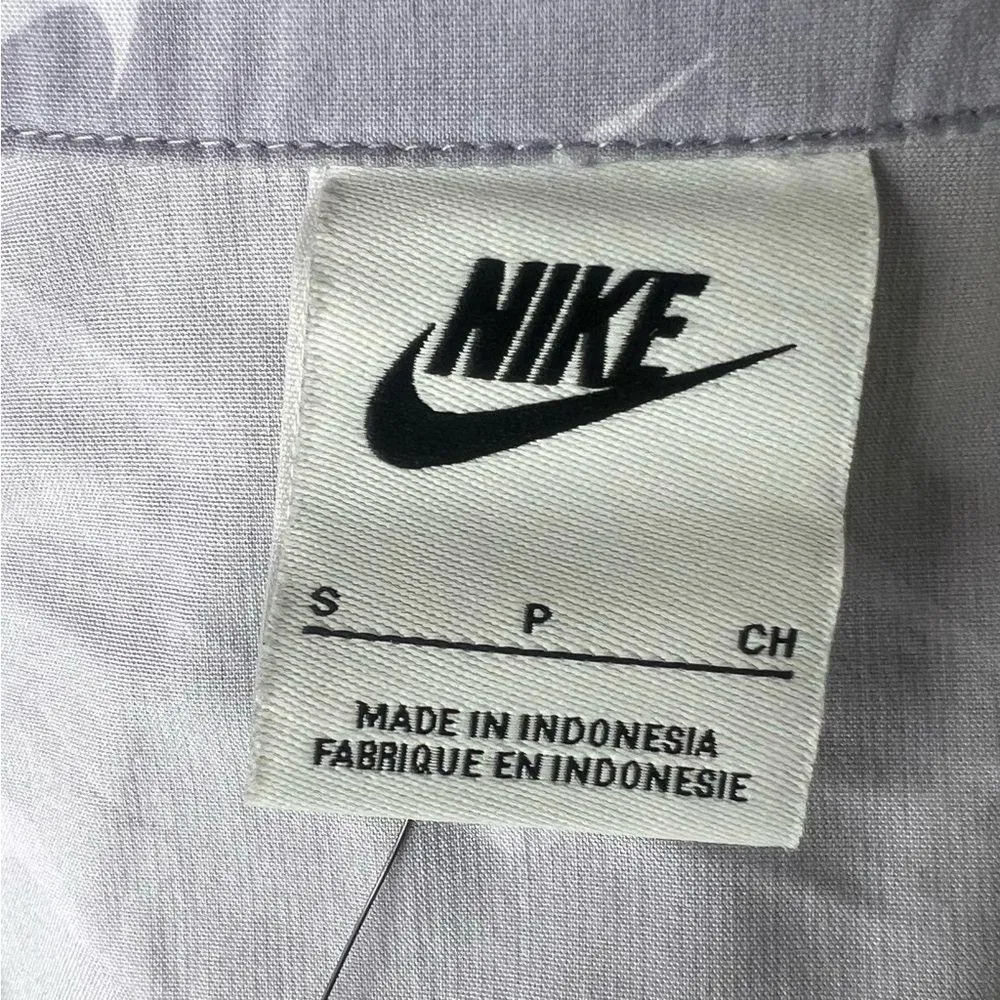 NIKE
S P CH
MADE IN INDONESIA
FABRIQUE EN INDONESIE